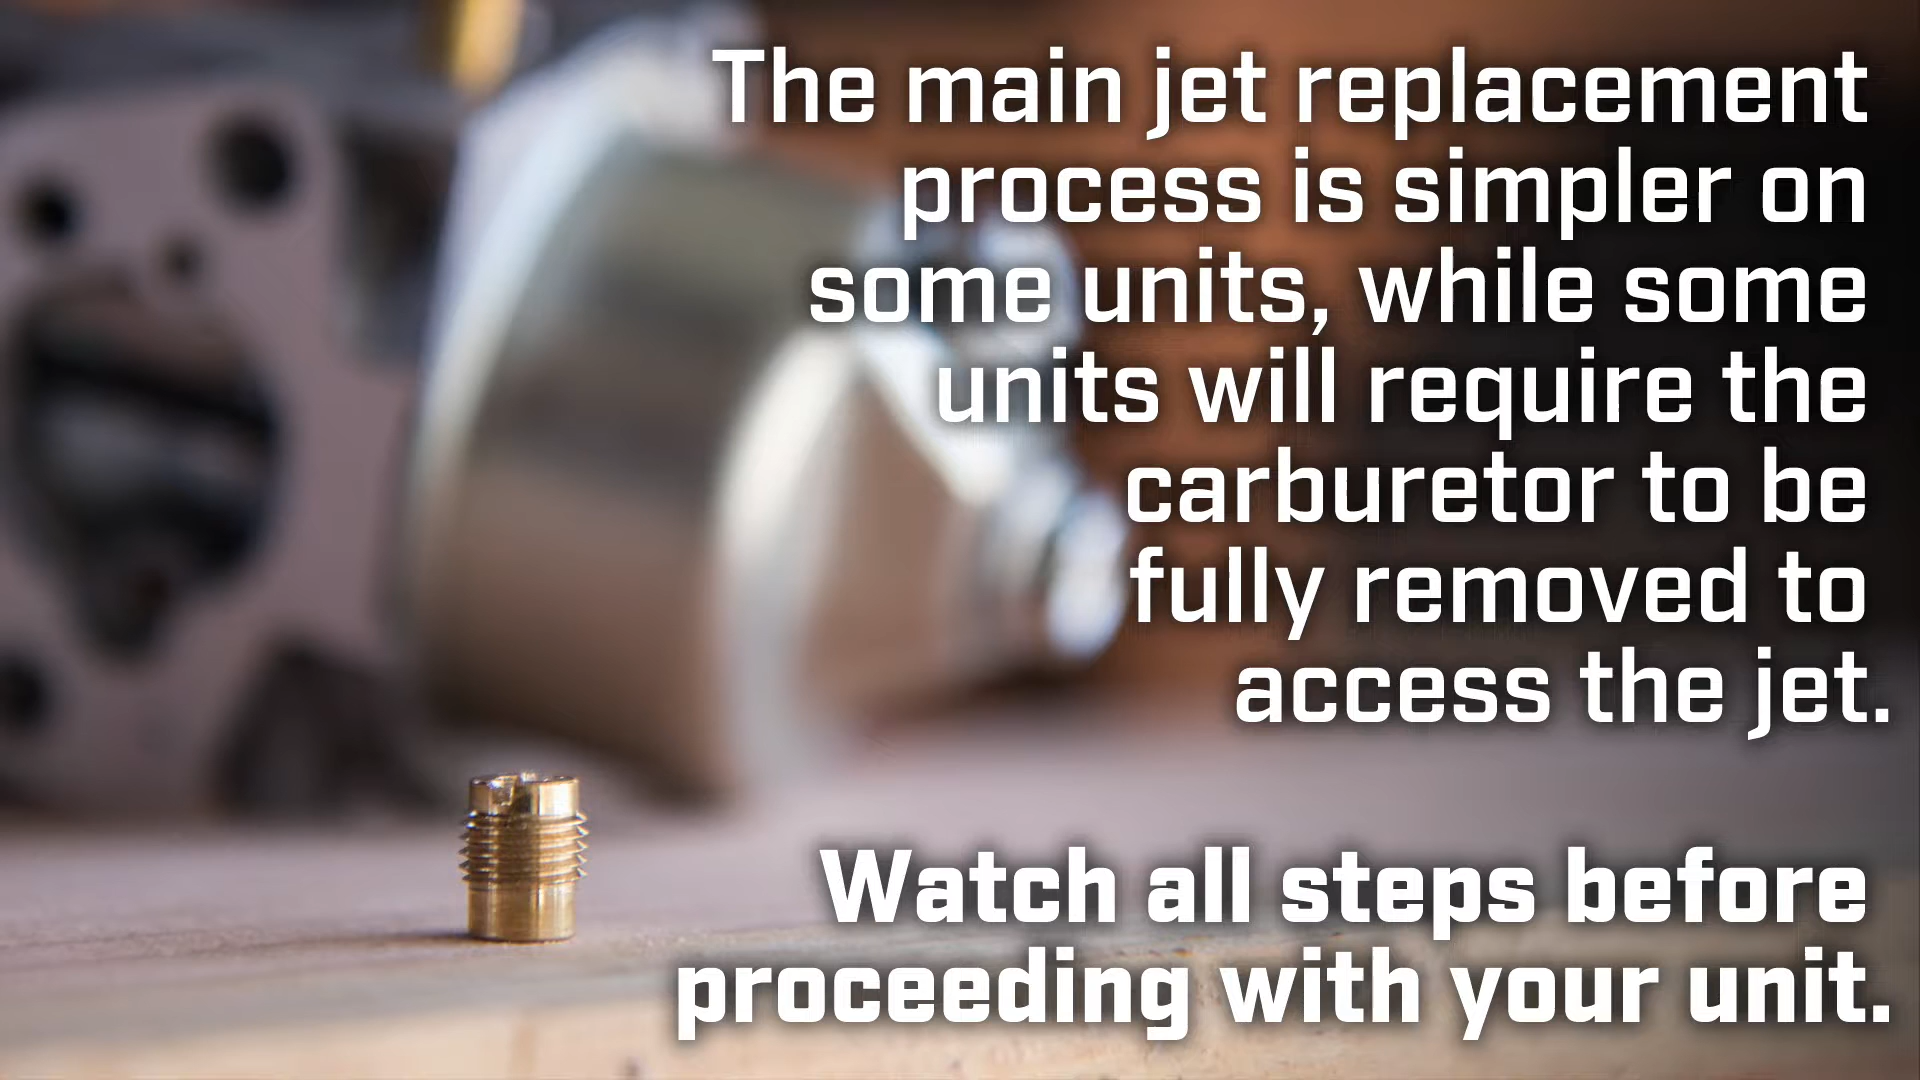 The main jet replacement
process is simpler on
some units, while some
units will require the
carburetor to be
fully removed to
access the jet.
Watch all steps before
proceeding with your unit.